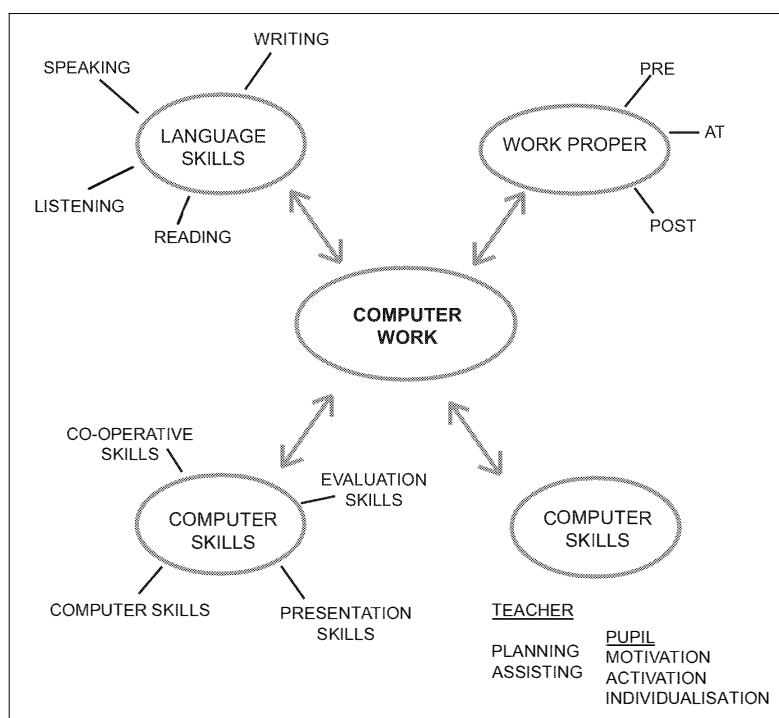 WRITING
SPEAKING
LANGUAGE
SKILLS
LISTENING
READING
PRE
WORK PROPER
AT
POST
COMPUTER
WORK
CO-OPERATIVE
SKILLS
EVALUATION
SKILLS
COMPUTER
SKILLS
COMPUTER SKILLS
PRESENTATION
SKILLS
COMPUTER
SKILLS
TEACHER
PLANNING
ASSISTING
PUPIL
MOTIVATION
ACTIVATION
INDIVIDUALISATION